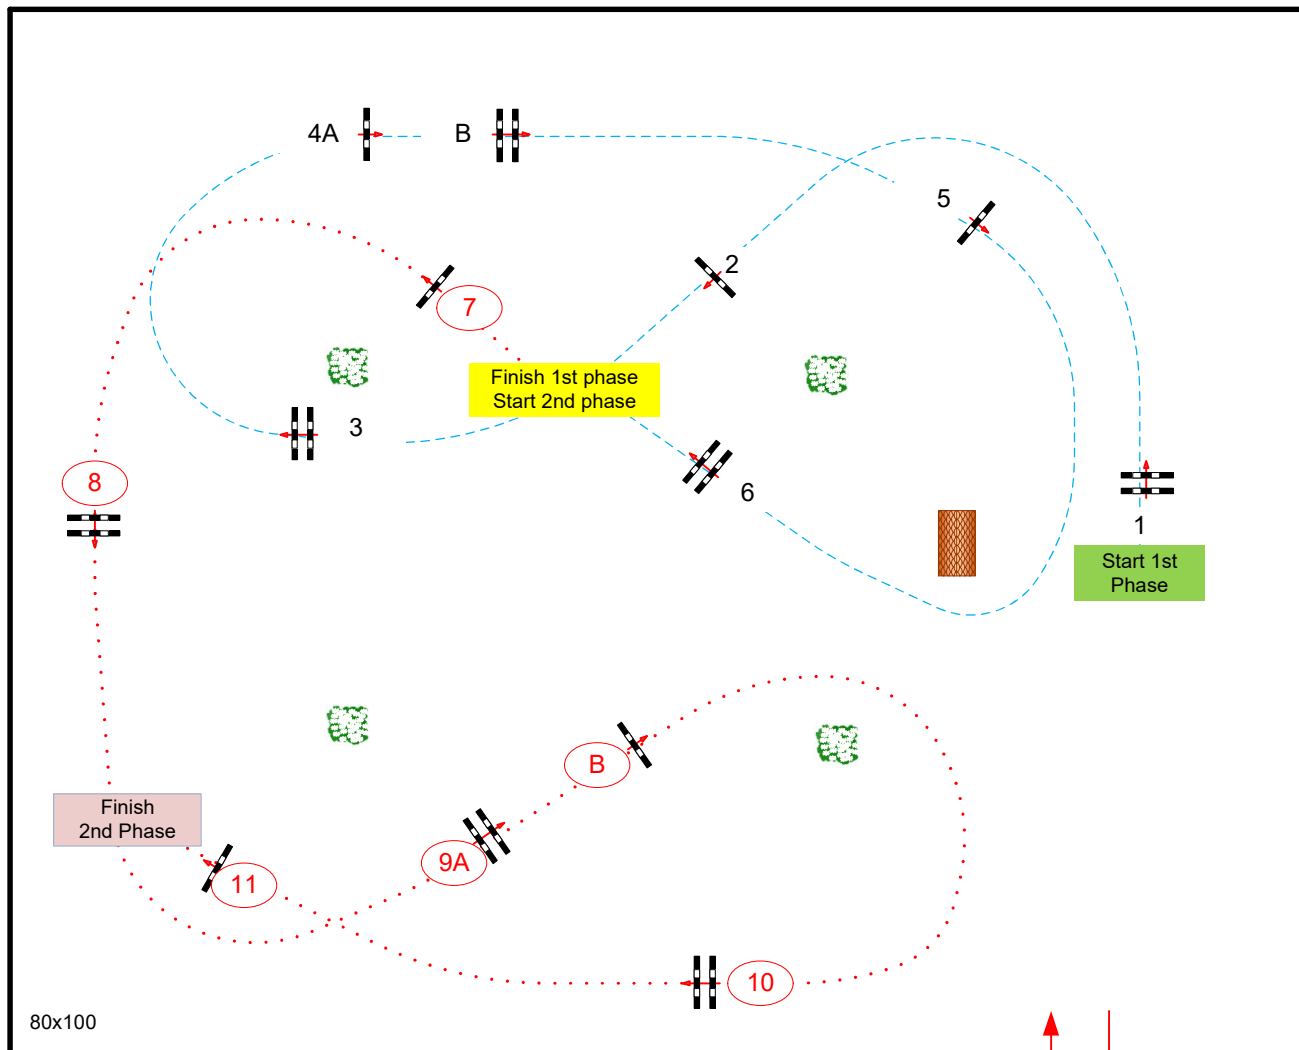 4A
B
5
2
7
Finish 1st phase
Start 2nd phase
3
8
6
1
Start 1st
Phase
B
Finish
2nd Phase
9A
11
10
80x100